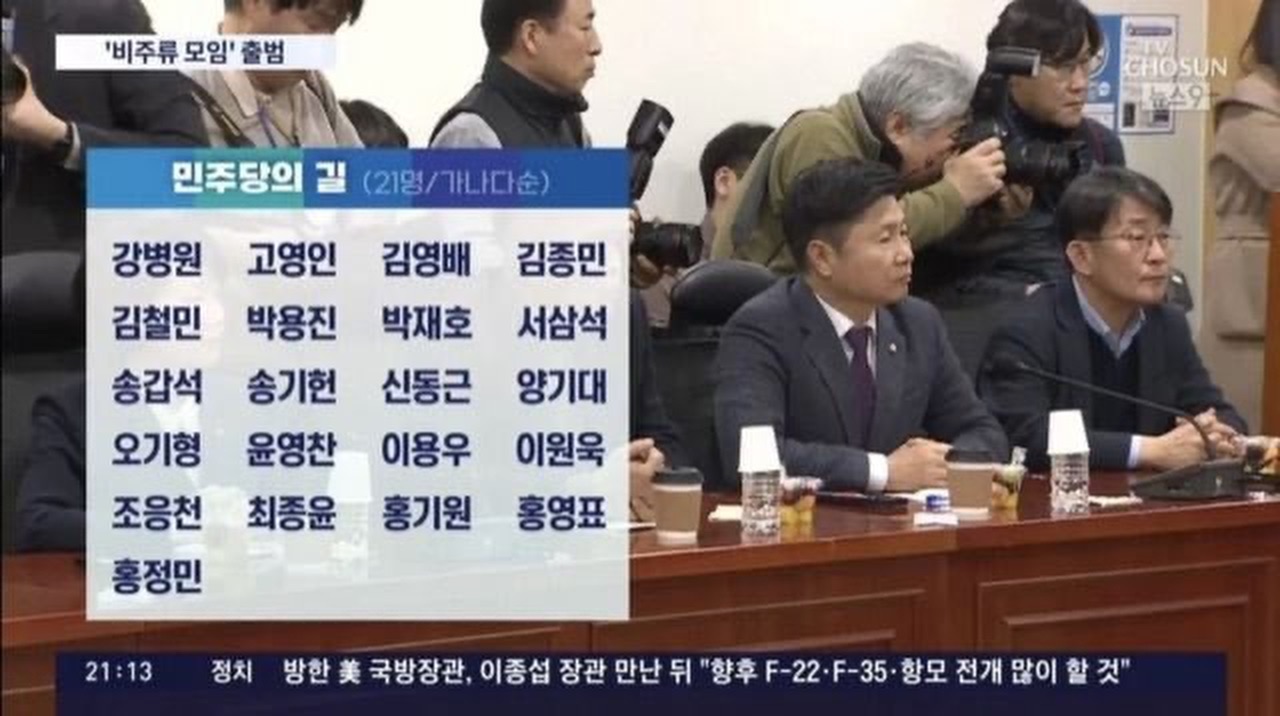 '비주류 모임' 출범
TV
CHOSUN
뉴스9
민주당의 길 (21명/가나다순)
강병원 고영인 김영배 김종민
김철민 박용진 박재호 서삼석
송갑석 송기헌 신동근 양기대
오기형 윤영찬 이용우 이원욱
조응천 최종윤 홍기원 홍영표
홍정민
21:13 정치 방한 美 국방장관, 이종섭 장관 만난 뒤 "향후 F-22·F-35·항모 전개 많이 할 것"